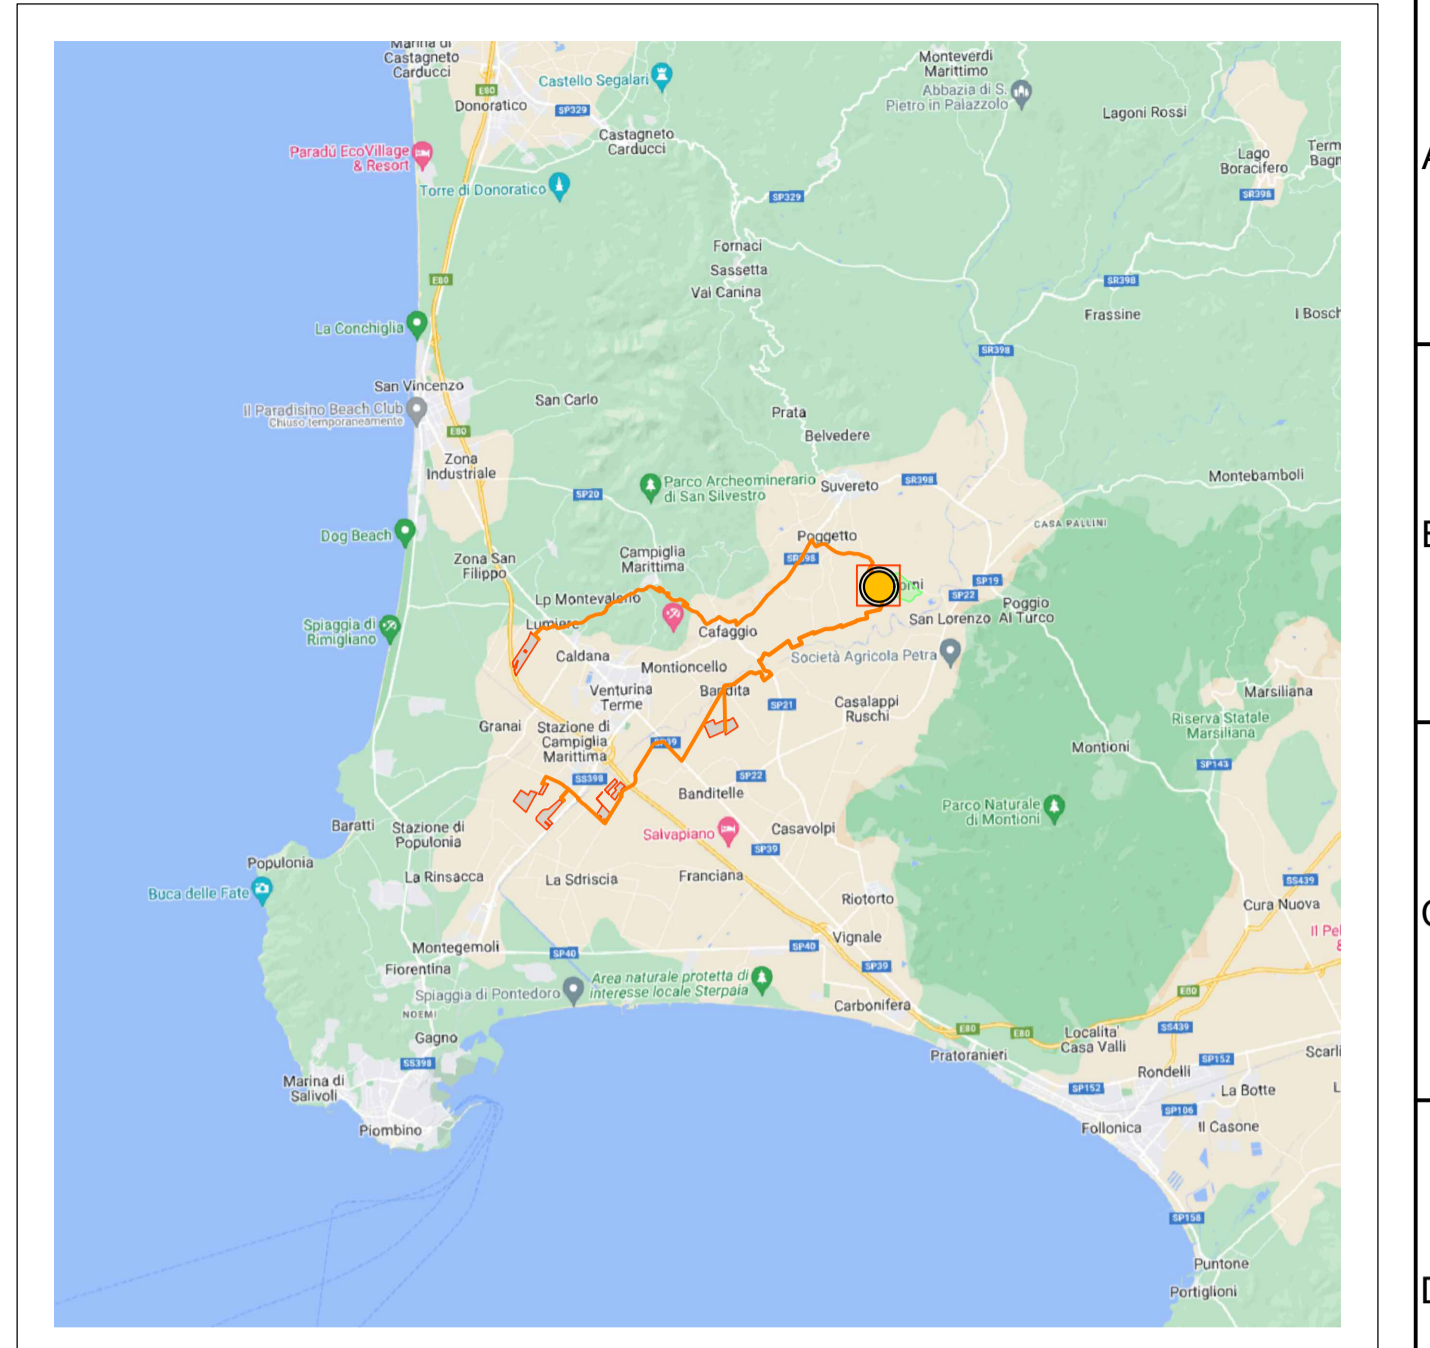 Marina di
Castagneto
Carducci
Monteverdi
Marittimo
Castello Segalari
E80
Abbazia di S.
Pietro in Palazzolo
Donoratico
SP329
Lagoni Rossi
Castagneto
Carducci
Paradù EcoVillage
& Resort
Lago
Boracifero
Term
Bagn
A
Torre di Donoratico
SP329
SR398
Fornaci
Sassetta
E80
SR398
Val Canina
Frassine
I Bosch
La Conchiglia
SR398
San Vincenzo
San Carlo
Il Paradisino Beach Club
Chiuso temporaneamente
Prata
E80
Belvedere
Zona
Industriale
Parco Archeominerario
di San Silvestro
Suvereto
SR398
Montebamboli
SP20
CASA PALLINI
Dog Beach
Poggetto
Campiglia
Marittima
Zona San
Filippo
SR398
SP19
SP22
Lp Montevalerio
Poggio
Al Turco
San Lorenzo
Spiaggia di
Rimigliano
Lumiere
Cafaggio
Caldana
Montioncello
Società Agricola Petra
Venturina
Terme
Bandita
Marsiliana
SP21
Casalappi
Ruschi
Granai
Stazione di
Campiglia
Marittima
Riserva Statale
Marsiliana
Montioni
SP143
SS398
SP22
Banditelle
Parco Naturale
di Montioni
Baratti
Stazione di
Populonia
Salvapiano
Casavolpi
SP39
Populonia
La Rinsacca
La Sdriscia
Franciana
SS439
Buca delle Fate
Riotorto
Cura Nuova
Montegemoli
SP40
SP40
Vignale
Il Pel
&
Fiorentina
SP39
Area naturale protetta di
interesse locale Sterpaia
Spiaggia di Pontedoro
E80
NOEMI
Carbonifera
Gagno
E80
E80
SS439
Localita'
Casa Valli
Pratoranieri
Scarli
SS398
SP152
Rondelli
Marina di
Salivoli
SP152
La Botte
L
SP106
Piombino
Follonica
Il Casone
SP158
Puntone
Portiglioni